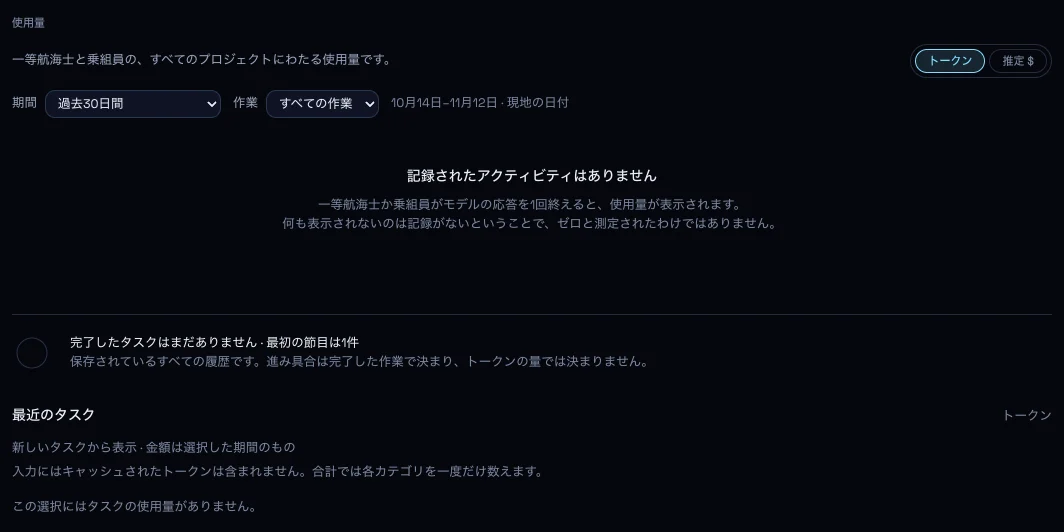 使用量
一等航海士と乗組員の、すべてのプロジェクトにわたる使用量です。
トークン
推定 $
期間
過去30日間
作業
すべての作業
10月14日–11月12日 · 現地の日付
記録されたアクティビティはありません
一等航海士か乗組員がモデルの応答を1回終えると、使用量が表示されます。
何も表示されないのは記録がないということで、ゼロと測定されたわけではありません。
完了したタスクはまだありません · 最初の節目は1件
保存されているすべての履歴です。進み具合は完了した作業で決まり、トークンの量では決まりません。
最近のタスク
トークン
新しいタスクから表示 · 金額は選択した期間のもの
入力にはキャッシュされたトークンは含まれません。合計では各カテゴリを一度だけ数えます。
この選択にはタスクの使用量がありません。